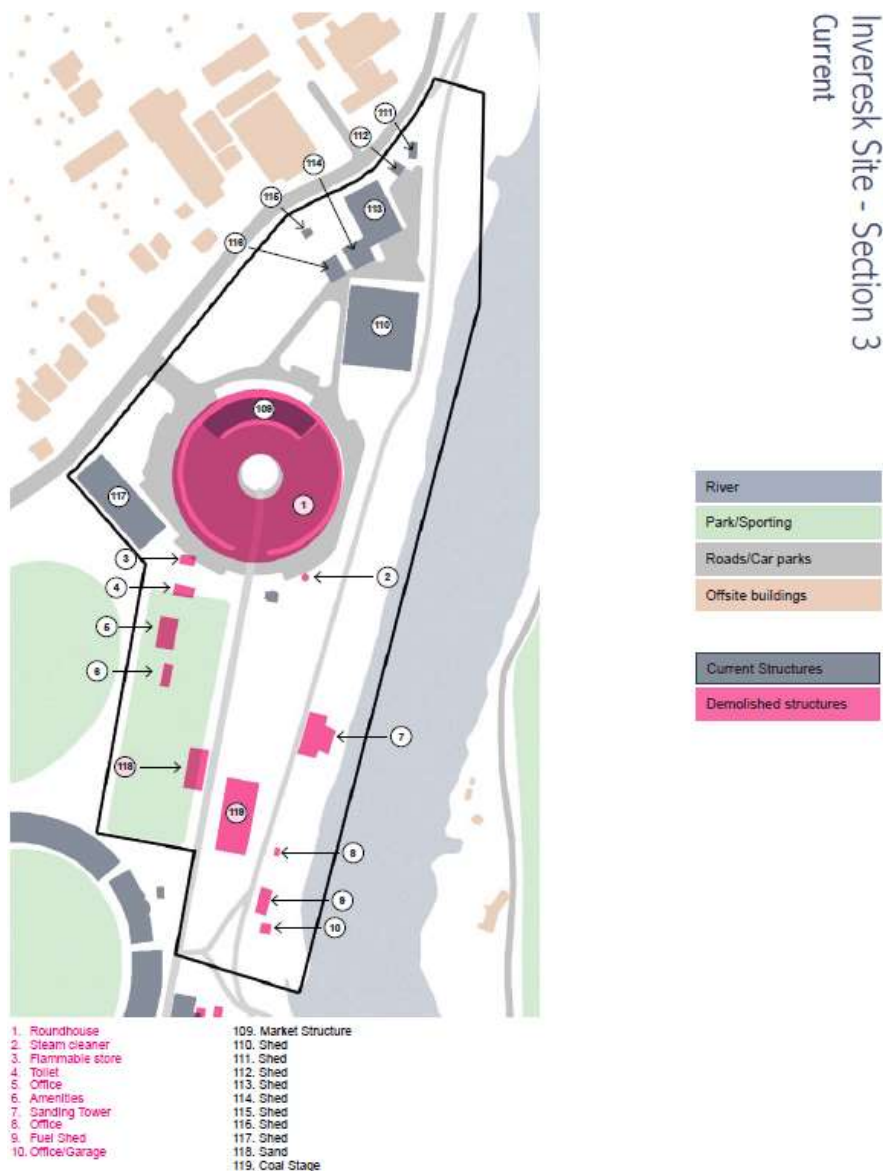 Inveresk Site - Section 3
Current
111
112
114
113
115
116
110
109
117
1
3
2
4
5
6
7
118
119
8
9
10
River
Park/Sporting
Roads/Car parks
Offsite buildings
Current Structures
Demolished structures
1. Roundhouse
2. Steam cleaner
3. Flammable store
4. Toilet
5. Office
6. Amenities
7. Sanding Tower
8. Office
9. Fuel Shed
10. Office/Garage
109. Market Structure
110. Shed
111. Shed
112. Shed
113. Shed
114. Shed
115. Shed
116. Shed
117. Shed
118. Sand
119. Coal Stage